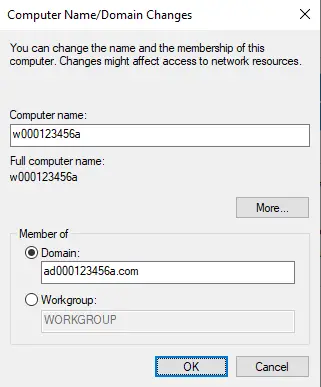 Computer Name/Domain Changes
You can change the name and the membership of this
computer. Changes might affect access to network resources.
Computer name:
w000123456a
Full computer name:
w000123456a
More...
Member of
Domain:
ad000123456a.com
Workgroup:
WORKGROUP
OK Cancel